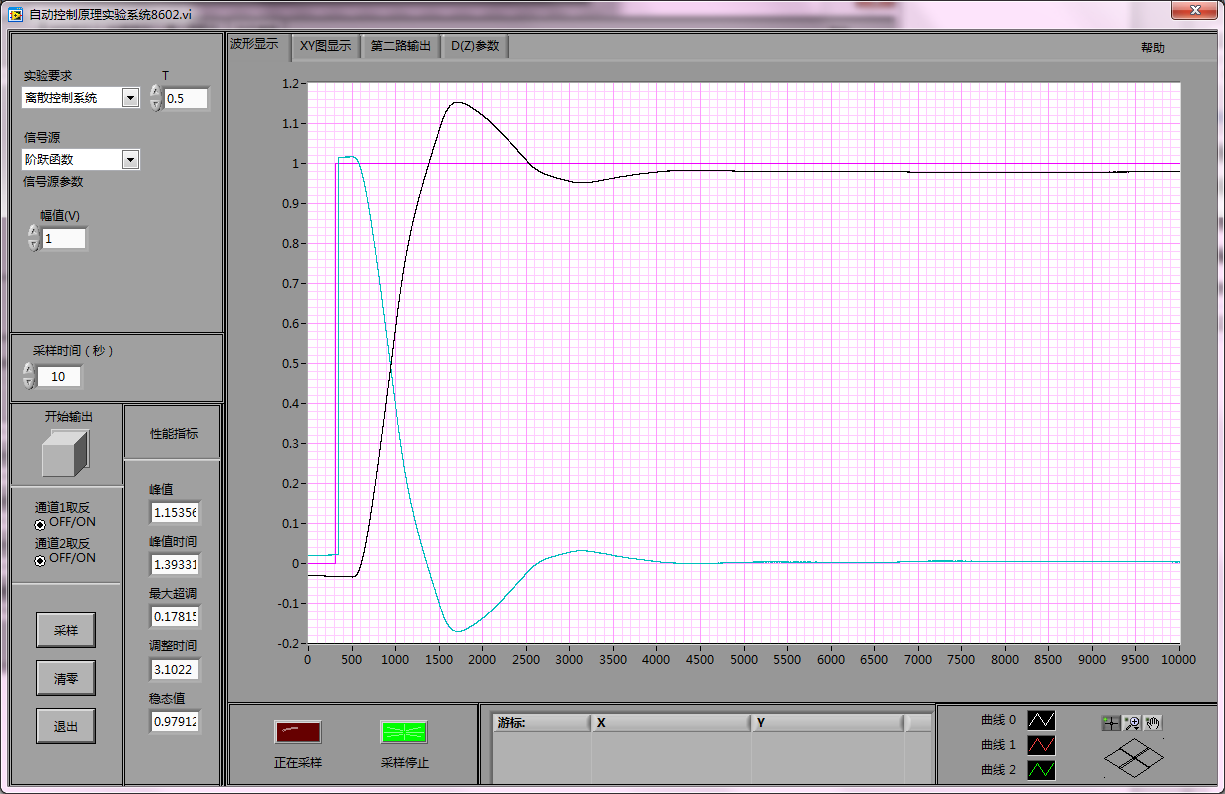 自动控制原理实验系统8602.vi
波形显示
XY图显示
第二路输出
D(Z)参数
帮助
实验要求
T
离散控制系统
0.5
信号源
阶跃函数
信号源参数
幅值(V)
1
采样时间（秒）
10
开始输出
性能指标
通道1取反
OFF/ON
通道2取反
OFF/ON
采样
清零
退出
峰值
1.15356
峰值时间
1.39331
最大超调
0.17815
调整时间
3.1022
稳态值
0.97912
1.2
1.1
1
0.9
0.8
0.7
0.6
0.5
0.4
0.3
0.2
0.1
0
-0.1
-0.2
0 500 1000 1500 2000 2500 3000 3500 4000 4500 5000 5500 6000 6500 7000 7500 8000 8500 9000 9500 10000
正在采样
采样停止
游标:
X
Y
曲线 0
曲线 1
曲线 2